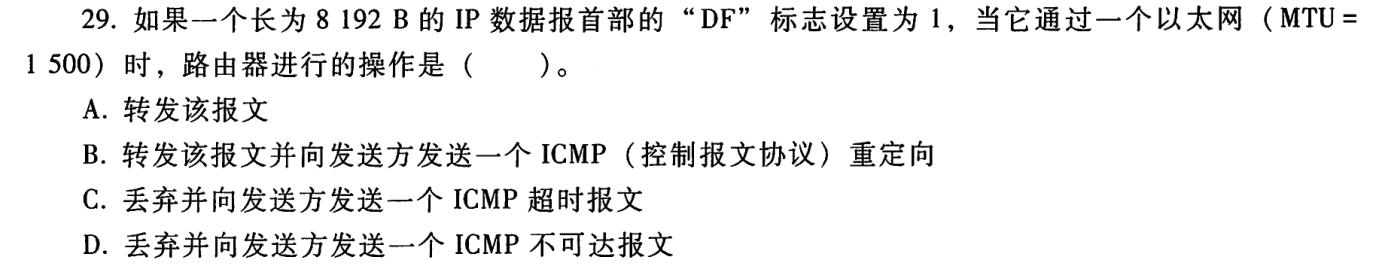 29. 如果一个长为 8 192 B 的 IP 数据报首部的“DF”标志设置为 1，当它通过一个以太网（MTU =
1 500）时，路由器进行的操作是（　　）。
A. 转发该报文
B. 转发该报文并向发送方发送一个 ICMP（控制报文协议）重定向
C. 丢弃并向发送方发送一个 ICMP 超时报文
D. 丢弃并向发送方发送一个 ICMP 不可达报文